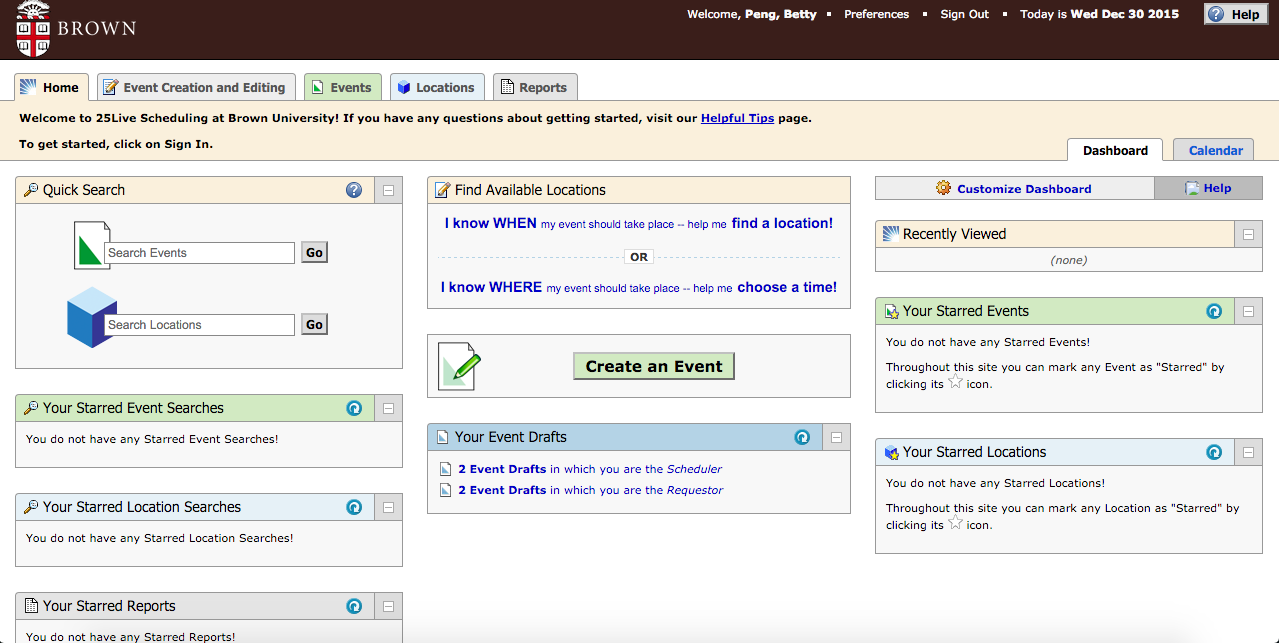 BROWN
Welcome, Peng, Betty ▪ Preferences ▪ Sign Out ▪ Today is Wed Dec 30 2015
Help
Home
Event Creation and Editing
Events
Locations
Reports
Welcome to 25Live Scheduling at Brown University! If you have any questions about getting started, visit our Helpful Tips page.
To get started, click on Sign In.
Dashboard
Calendar
Quick Search
Search Events
Go
Search Locations
Go
Your Starred Event Searches
You do not have any Starred Event Searches!
Your Starred Location Searches
You do not have any Starred Location Searches!
Your Starred Reports
You do not have any Starred Reports!
Find Available Locations
I know WHEN my event should take place -- help me find a location!
OR
I know WHERE my event should take place -- help me choose a time!
Create an Event
Your Event Drafts
2 Event Drafts in which you are the Scheduler
2 Event Drafts in which you are the Requestor
Customize Dashboard
Help
Recently Viewed
(none)
Your Starred Events
You do not have any Starred Events!
Throughout this site you can mark any Event as "Starred" by
clicking its icon.
Your Starred Locations
You do not have any Starred Locations!
Throughout this site you can mark any Location as "Starred" by
clicking its icon.